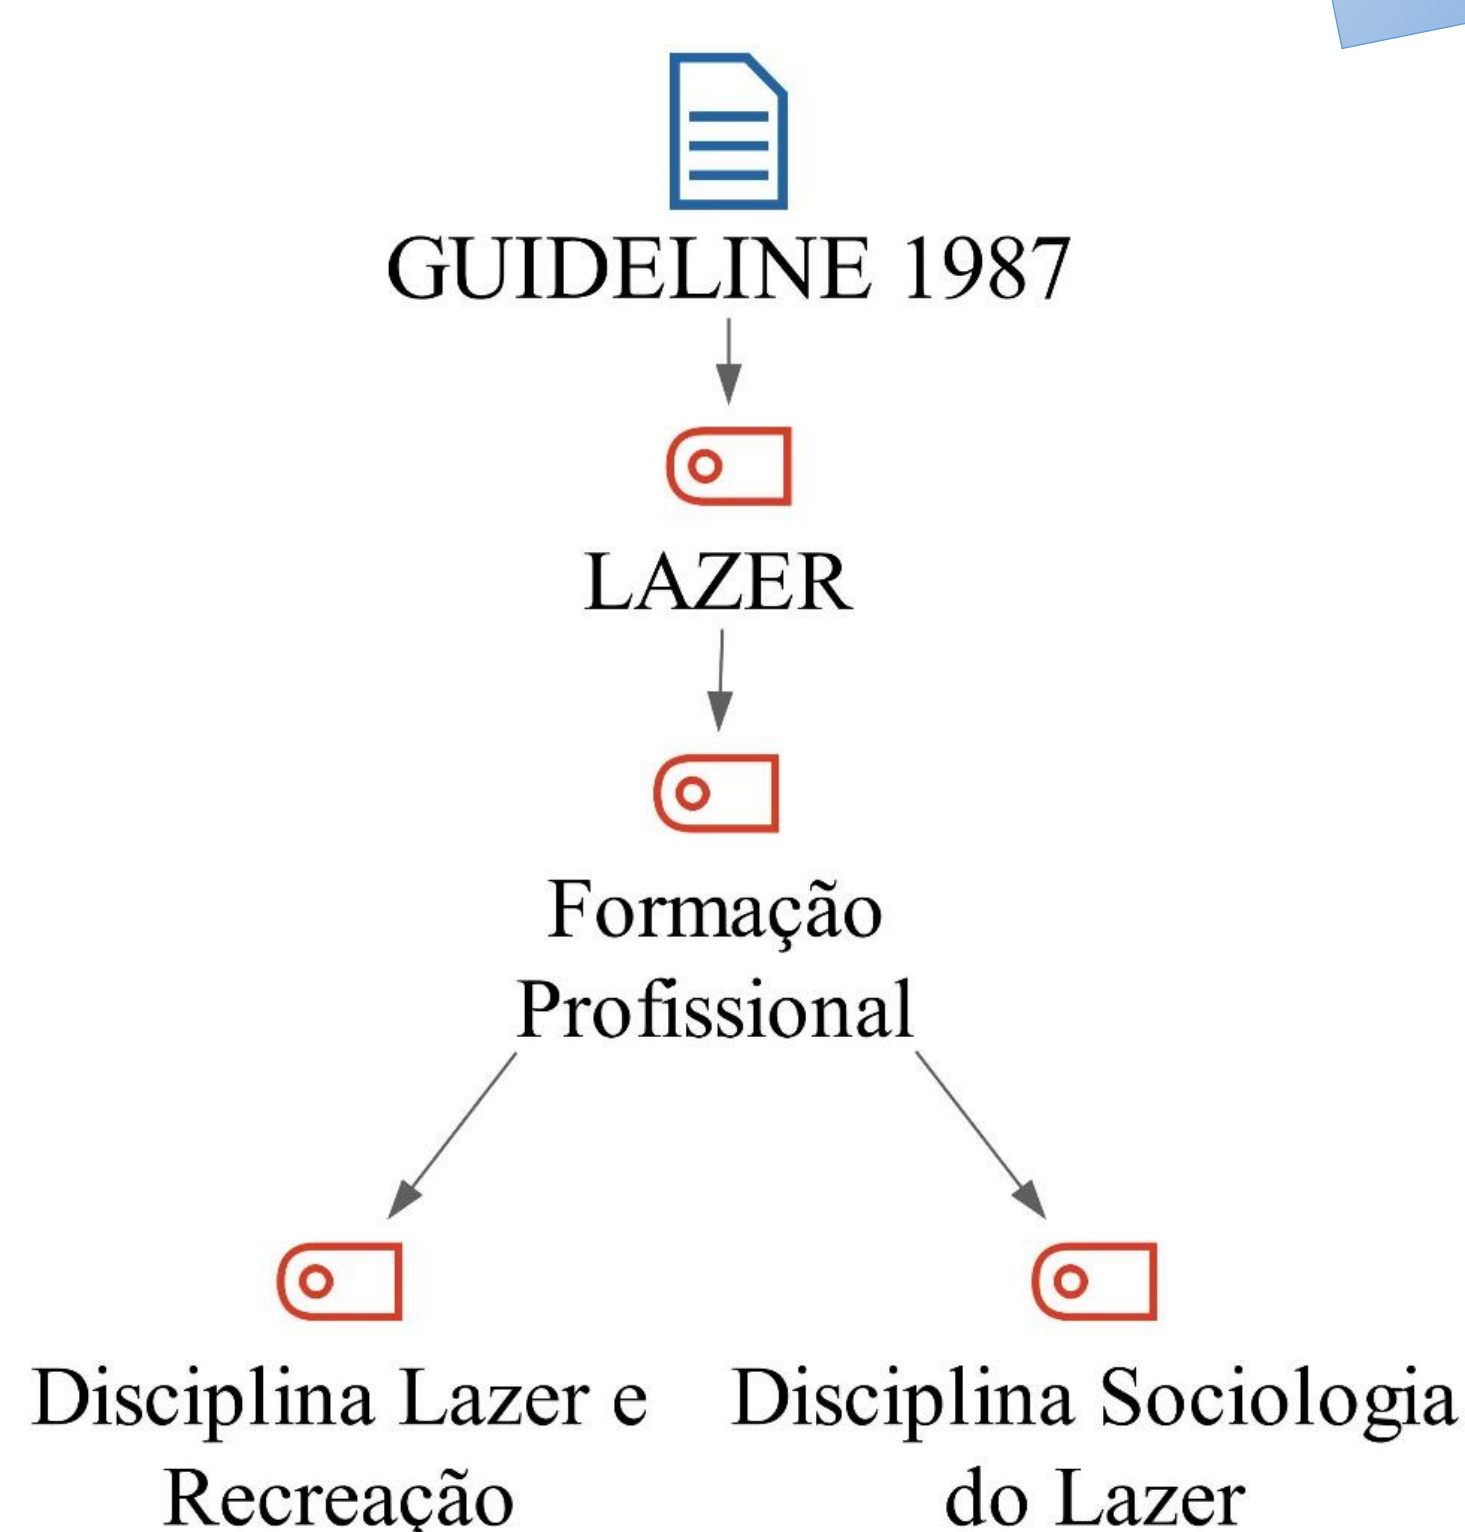 GUIDELINE 1987
LAZER
Formação
Profissional
Disciplina Lazer e
Recreação
Disciplina Sociologia
do Lazer